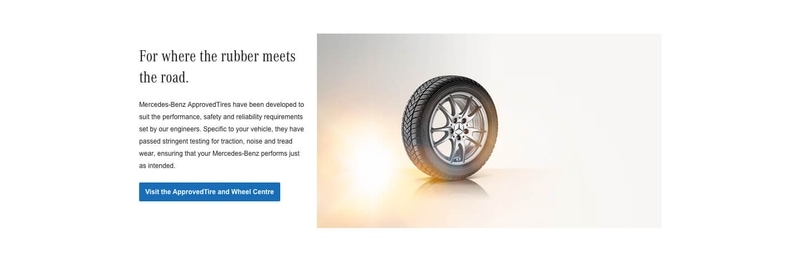 For where the rubber meets
the road.
Mercedes-Benz ApprovedTires have been developed to
suit the performance, safety and reliability requirements
set by our engineers. Specific to your vehicle, they have
passed stringent testing for traction, noise and tread
wear, ensuring that your Mercedes-Benz performs just
as intended.
Visit the ApprovedTire and Wheel Centre